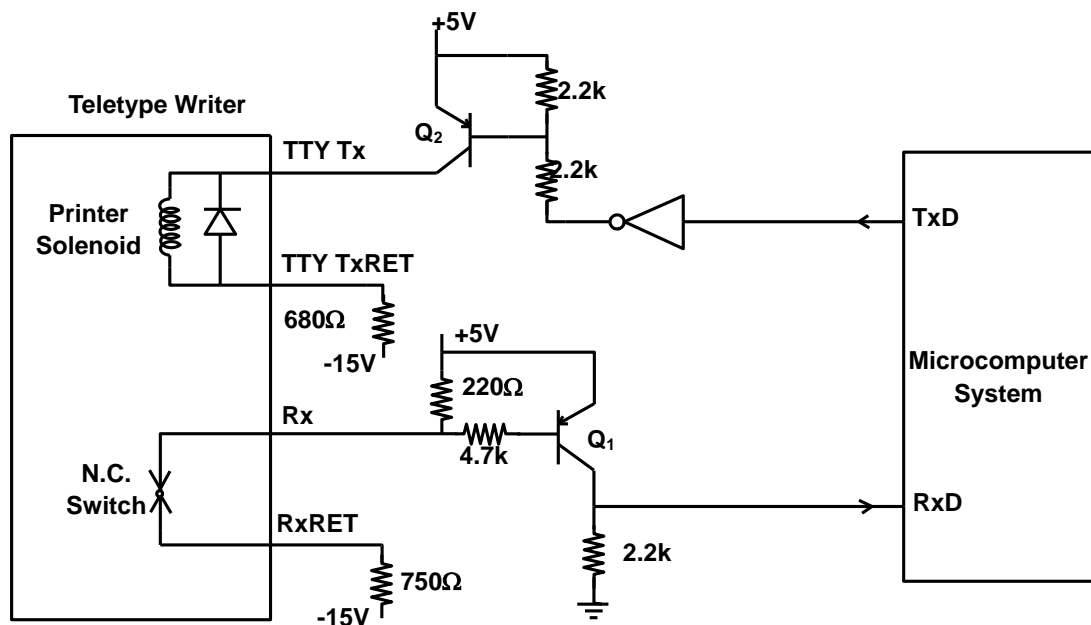 +5V
2.2k
Teletype Writer
Q₂
TTY Tx
2.2k
Printer
Solenoid
TxD
TTY TxRET
680Ω
-15V
+5V
Microcomputer
System
220Ω
Rx
4.7k
Q₁
N.C.
Switch
RxD
RxRET
2.2k
750Ω
-15V